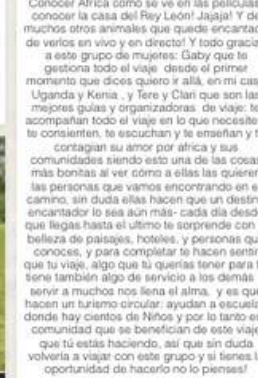 Conocer África como se ve en las películas
conocer la casa del Rey León! Jajaja! Y de
muchos otros animales que quede encantad
de verlos en vivo y en directo! Y todo gracia
a este grupo de mujeres: Gaby que te
gestiona todo el viaje desde el primer
momento que dices quiero ir allá, en mi cas
Uganda y Kenia , y Tere y Clari que son las
mejores guías y organizadoras de viaje: te
acompañan todo el viaje en lo que necesite
te consienten, te escuchan y te enseñan y t
contagian su amor por africa y sus
comunidades siendo esto una de las cosas
más bonitas al ver cómo a ellas las quieren
las personas que vamos encontrando en e
camino, sin duda ellas hacen que un destin
encantador lo sea aún más- cada día desd
que llegas hasta el ultimo te sorprende con
belleza de paisajes, hoteles, y personas qu
conoces, y para completar te hacen sentir
que tu viaje, algo que tu querías tener para t
tiene también algo de servicio a los demás
servir a muchos nos llena el alma, y es que
hacen un turismo circular: ayudan a escuela
donde hay cientos de Niños y por lo tanto es
comunidad que se benefician de este viaje
que tú estás haciendo, así que sin duda
volvería a viajar con este grupo y si tienes l
oportunidad de hacerlo no lo pienses!